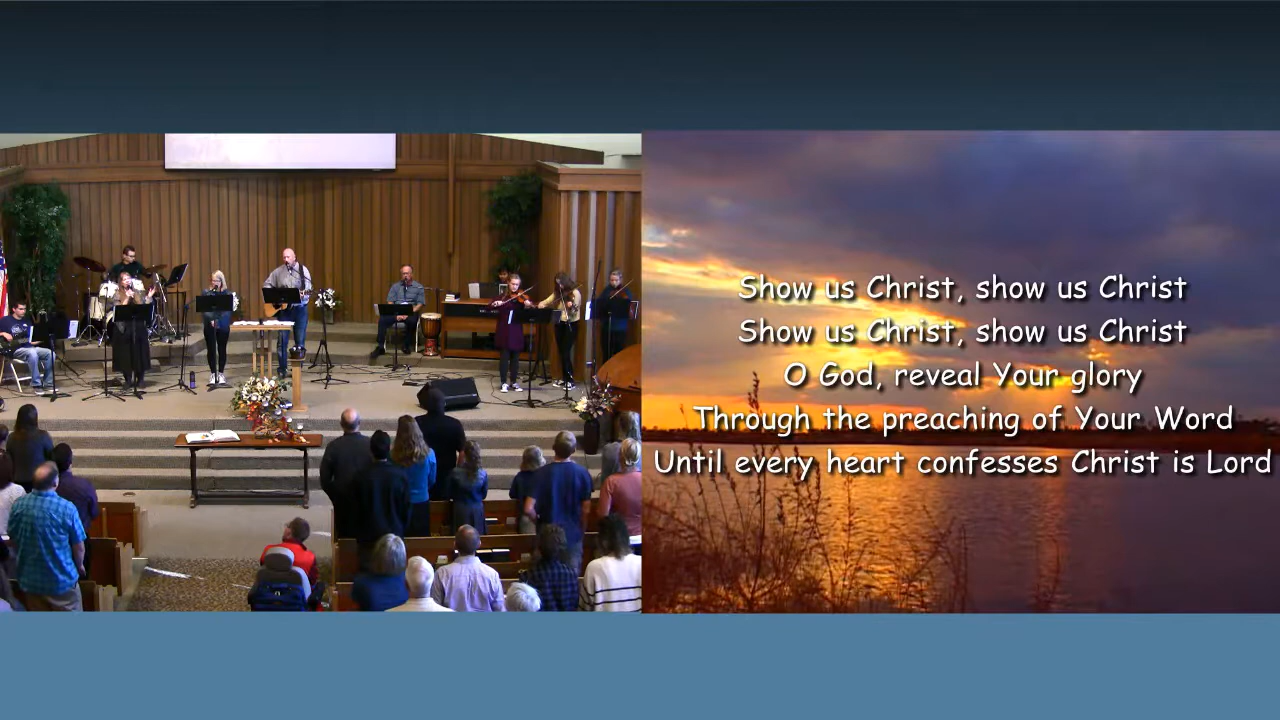 Show us Christ, show us Christ
Show us Christ, show us Christ
O God, reveal Your glory
Through the preaching of Your Word
Until every heart confesses Christ is Lord